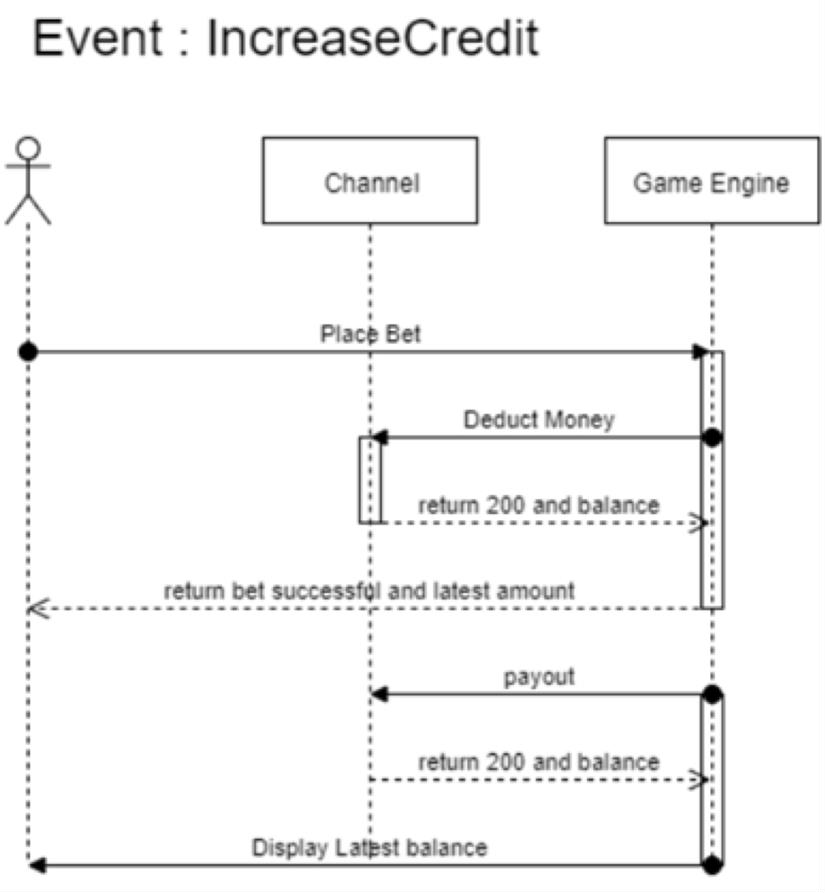 Event : IncreaseCredit
Channel
Game Engine
Place Bet
Deduct Money
return 200 and balance
return bet successful and latest amount
payout
return 200 and balance
Display Latest balance